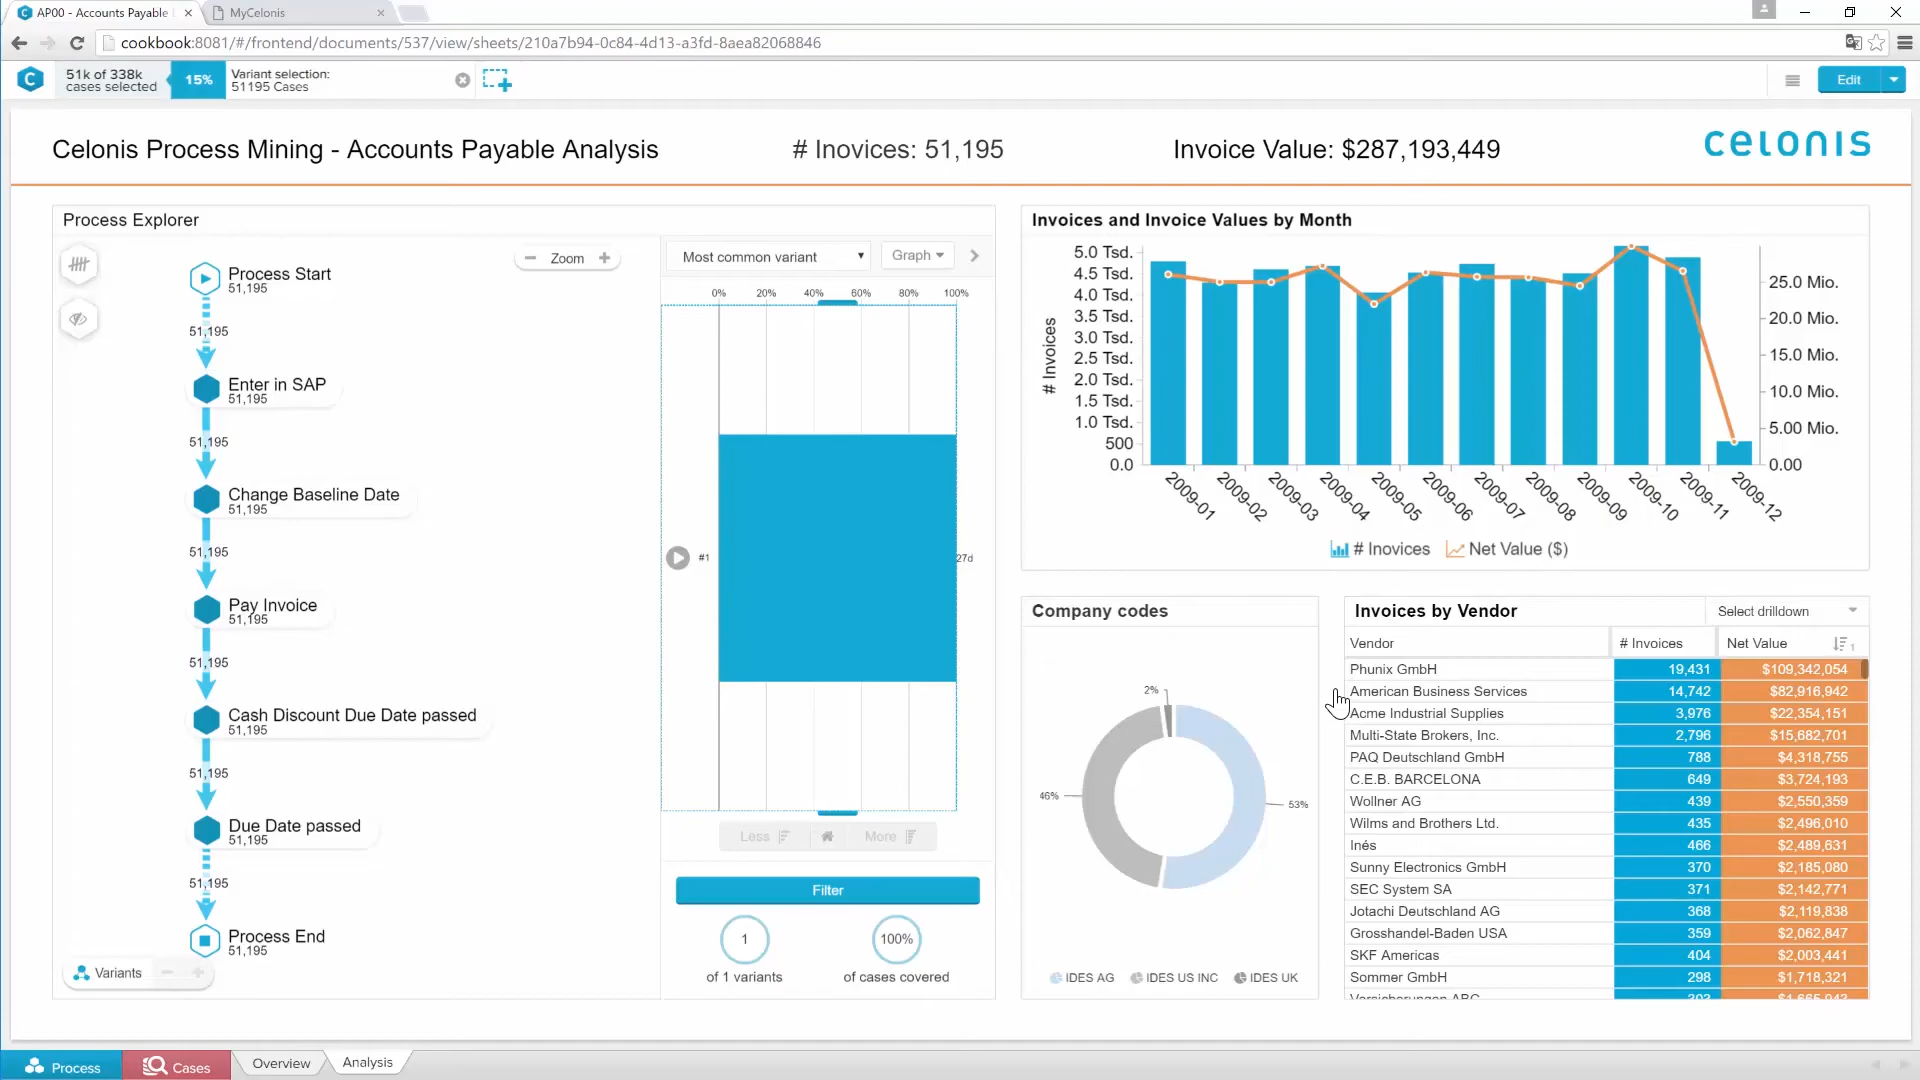 AP00 - Accounts Payable
MyCelonis
cookbook:8081/#/frontend/documents/537/view/sheets/210a7b94-0c84-4d13-a3fd-8aea82068846
C
51k of 338k
cases selected
15%
Variant selection:
51195 Cases
Edit
Celonis Process Mining - Accounts Payable Analysis
# Inovices: 51,195
Invoice Value: $287,193,449
celonis
Process Explorer
Zoom
Process Start
51,195
51,195
Enter in SAP
51,195
51,195
Change Baseline Date
51,195
51,195
Pay Invoice
51,195
51,195
Cash Discount Due Date passed
51,195
51,195
Due Date passed
51,195
51,195
Process End
51,195
Variants
Most common variant
Graph
0% 20% 40% 60% 80% 100%
#1
27d
Less
More
Filter
1
100%
of 1 variants
of cases covered
Invoices and Invoice Values by Month
# Invoices
5.0 Tsd.
4.5 Tsd.
4.0 Tsd.
3.5 Tsd.
3.0 Tsd.
2.5 Tsd.
2.0 Tsd.
1.5 Tsd.
1.0 Tsd.
500
0.0
25.0 Mio.
20.0 Mio.
15.0 Mio.
10.0 Mio.
5.00 Mio.
0.00
2009-01
2009-02
2009-03
2009-04
2009-05
2009-06
2009-07
2009-08
2009-09
2009-10
2009-11
2009-12
# Inovices
Net Value ($)
Company codes
2%
46%
53%
IDES AG
IDES US INC
IDES UK
Invoices by Vendor
Select drilldown
Vendor # Invoices Net Value 1
Phunix GmbH 19,431 $109,342,054
American Business Services 14,742 $82,916,942
Acme Industrial Supplies 3,976 $22,354,151
Multi-State Brokers, Inc. 2,796 $15,682,701
PAQ Deutschland GmbH 788 $4,318,755
C.E.B. BARCELONA 649 $3,724,193
Wollner AG 439 $2,550,359
Wilms and Brothers Ltd. 435 $2,496,010
Inés 466 $2,489,631
Sunny Electronics GmbH 370 $2,185,080
SEC System SA 371 $2,142,771
Jotachi Deutschland AG 368 $2,119,838
Grosshandel-Baden USA 359 $2,062,847
SKF Americas 404 $2,003,441
Sommer GmbH 298 $1,718,321
Process
Cases
Overview
Analysis